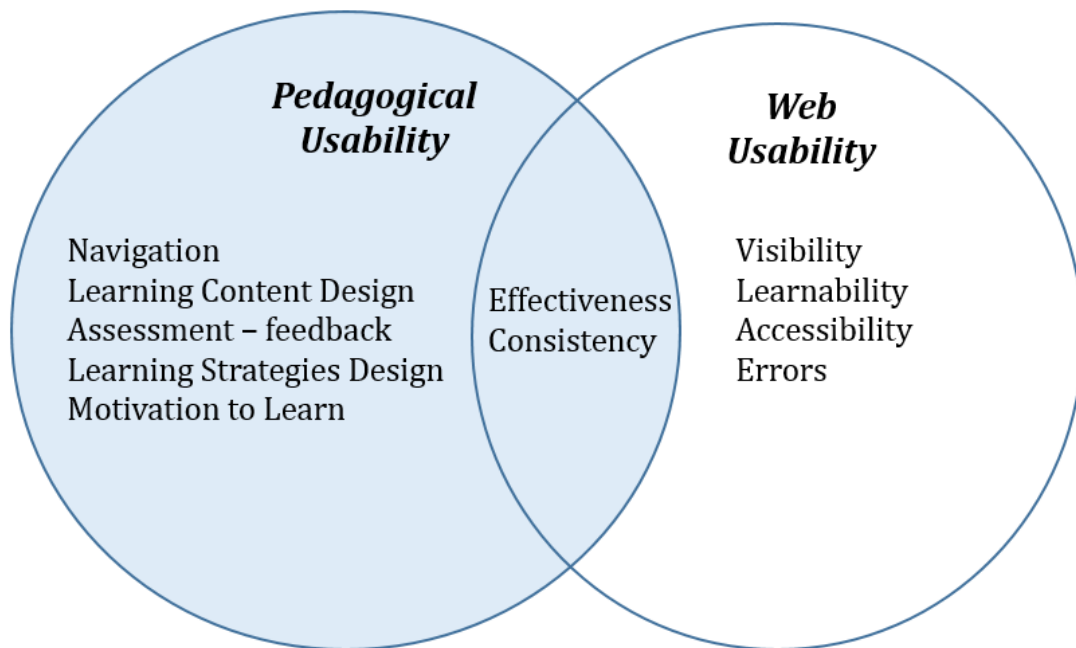 Pedagogical
Usability
Web
Usability
Navigation
Learning Content Design
Assessment – feedback
Learning Strategies Design
Motivation to Learn
Effectiveness
Consistency
Visibility
Learnability
Accessibility
Errors